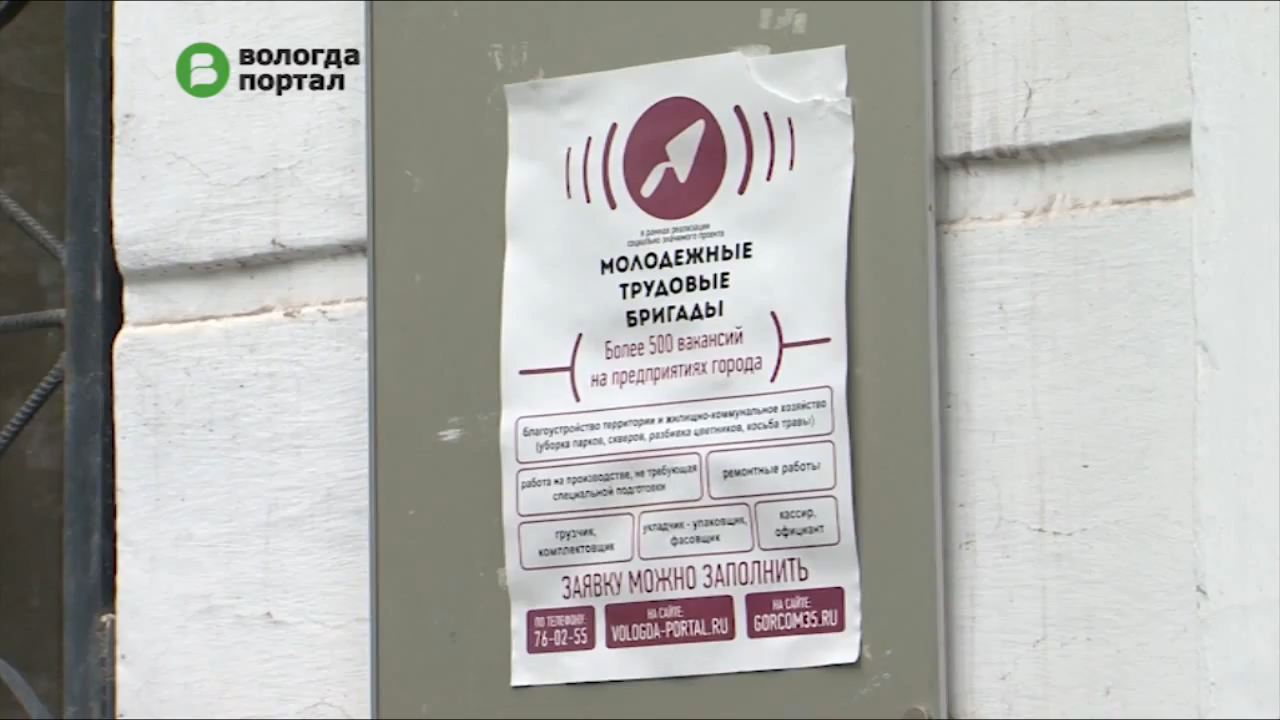 вологда
портал
в рамках реализации
социально значимого проекта
МОЛОДЕЖНЫЕ
ТРУДОВЫЕ
БРИГАДЫ
Более 500 вакансий
на предприятиях города
Благоустройство территории и жилищно-коммунальное хозяйство
(уборка парков, скверов, разбивка цветников, косьба травы)
работа на производстве, не требующая
специальной подготовки
ремонтные работы
грузчик,
комплектовщик
укладчик - упаковщик,
фасовщик
кассир,
официант
ЗАЯВКУ МОЖНО ЗАПОЛНИТЬ
ПО ТЕЛЕФОНУ:
76-02-55
НА САЙТЕ:
VOLOGDA-PORTAL.RU
НА САЙТЕ:
GORCOM35.RU